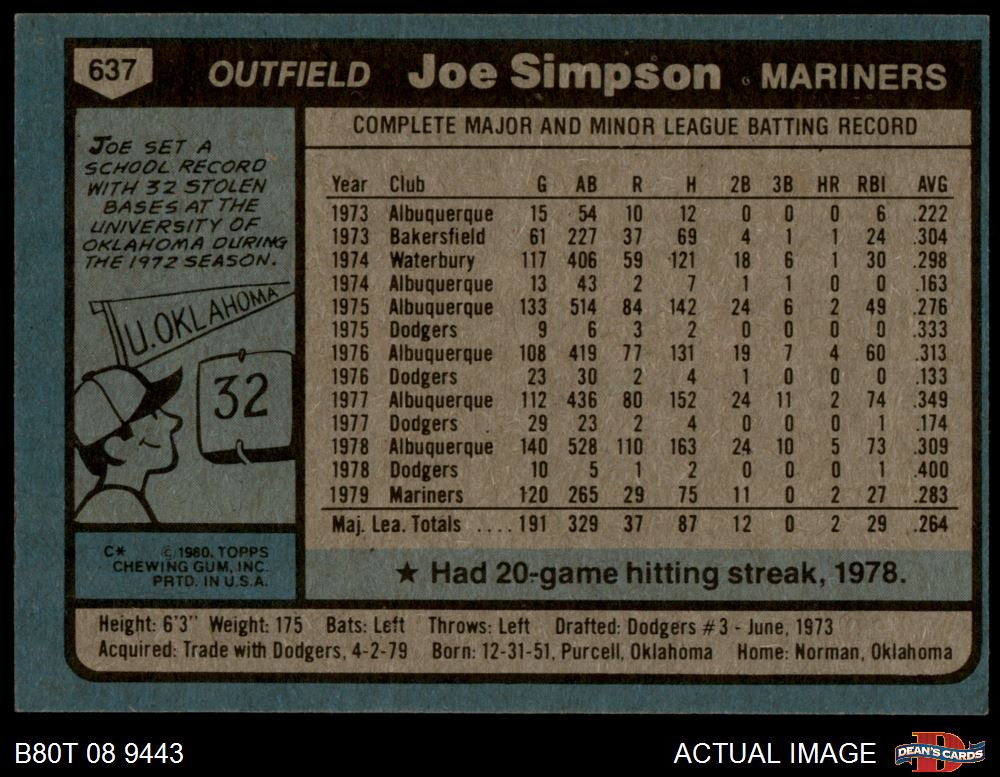 637 OUTFIELD Joe Simpson MARINERS
JOE SET A
SCHOOL RECORD
WITH 32 STOLEN
BASES AT THE
UNIVERSITY OF
OKLAHOMA DURING
THE 1972 SEASON.
U. OKLAHOMA
32
C* © 1980, TOPPS
CHEWING GUM, INC.
PRTD. IN U.S.A.
COMPLETE MAJOR AND MINOR LEAGUE BATTING RECORD
Year Club G AB R H 2B 3B HR RBI AVG
1973 Albuquerque 15 54 10 12 0 0 0 6 .222
1973 Bakersfield 61 227 37 69 4 1 1 24 .304
1974 Waterbury 117 406 59 121 18 6 1 30 .298
1974 Albuquerque 13 43 2 7 1 1 0 0 .163
1975 Albuquerque 133 514 84 142 24 6 2 49 .276
1975 Dodgers 9 6 3 2 0 0 0 0 .333
1976 Albuquerque 108 419 77 131 19 7 4 60 .313
1976 Dodgers 23 30 2 4 1 0 0 0 .133
1977 Albuquerque 112 436 80 152 24 11 2 74 .349
1977 Dodgers 29 23 2 4 0 0 0 1 .174
1978 Albuquerque 140 528 110 163 24 10 5 73 .309
1978 Dodgers 10 5 1 2 0 0 0 1 .400
1979 Mariners 120 265 29 75 11 0 2 27 .283
Maj. Lea. Totals .... 191 329 37 87 12 0 2 29 .264
★ Had 20-game hitting streak, 1978.
Height: 6'3" Weight: 175 Bats: Left Throws: Left Drafted: Dodgers #3 - June, 1973
Acquired: Trade with Dodgers, 4-2-79 Born: 12-31-51, Purcell, Oklahoma Home: Norman, Oklahoma
B80T 08 9443 ACTUAL IMAGE D DEAN'S CARDS